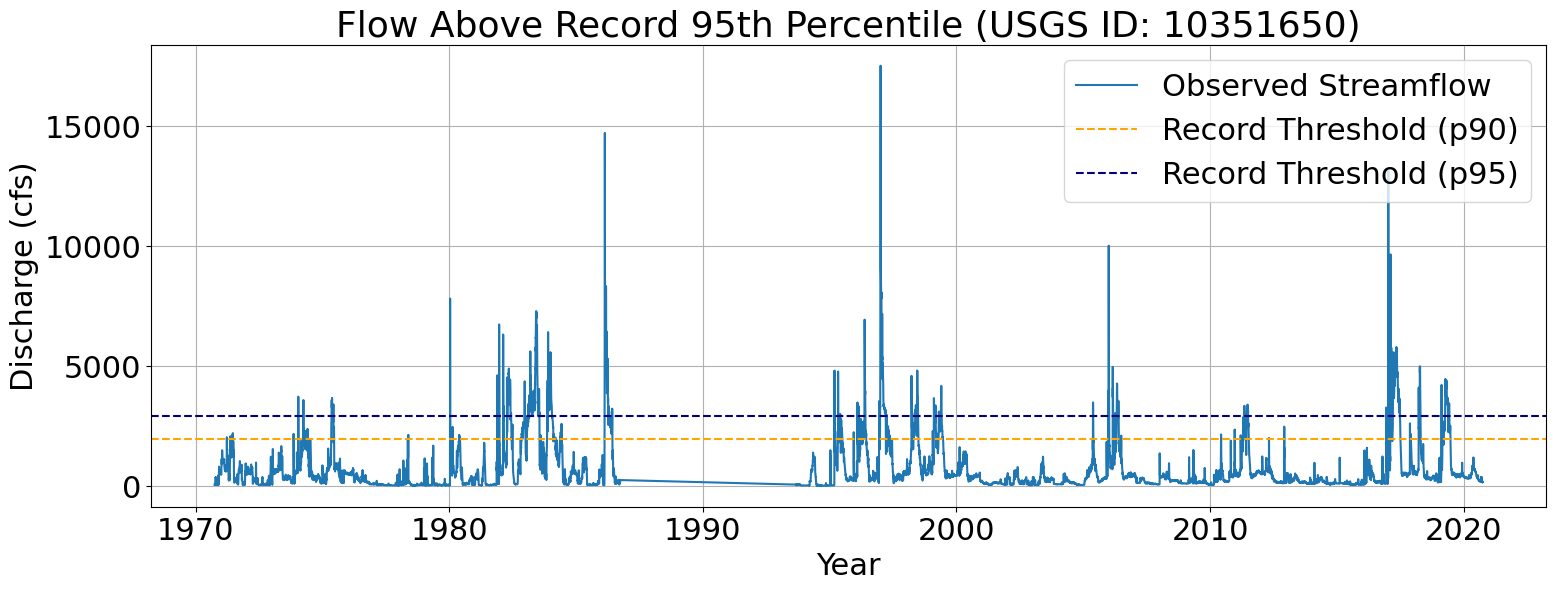 Flow Above Record 95th Percentile (USGS ID: 10351650)
Observed Streamflow
Record Threshold (p90)
Record Threshold (p95)
Discharge (cfs)
15000
10000
5000
0
1970 1980 1990 2000 2010 2020
Year